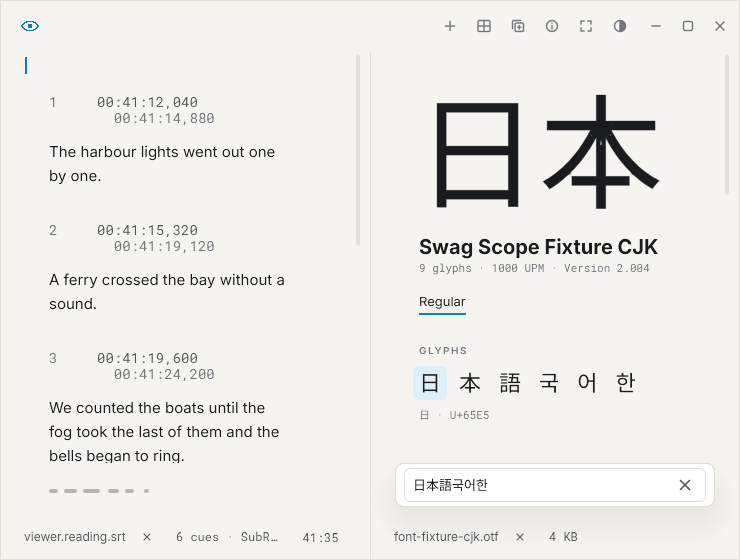 1 00:41:12,040
00:41:14,880
The harbour lights went out one
by one.
2 00:41:15,320
00:41:19,120
A ferry crossed the bay without a
sound.
3 00:41:19,600
00:41:24,200
We counted the boats until the
fog took the last of them and the
bells began to ring.
viewer.reading.srt × 6 cues · SubR… 41:35
日本
Swag Scope Fixture CJK
9 glyphs · 1000 UPM · Version 2.004
Regular
GLYPHS
日 本 語 국 어 한
日 · U+65E5
日本語국어한
font-fixture-cjk.otf × 4 KB